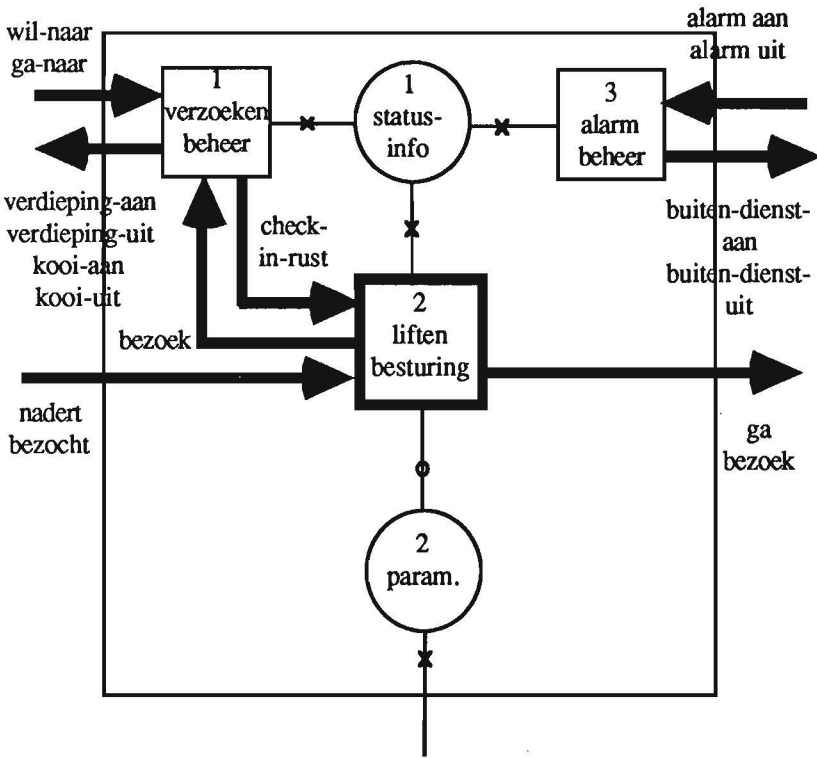 wil-naar
ga-naar
alarm aan
alarm uit
1
verzoeken
beheer
1
status-
info
3
alarm
beheer
verdieping-aan
verdieping-uit
kooi-aan
kooi-uit
check-
in-rust
buiten-dienst-
aan
buiten-dienst-
uit
bezoek
2
liften
besturing
nadert
bezocht
ga
bezoek
2
param.